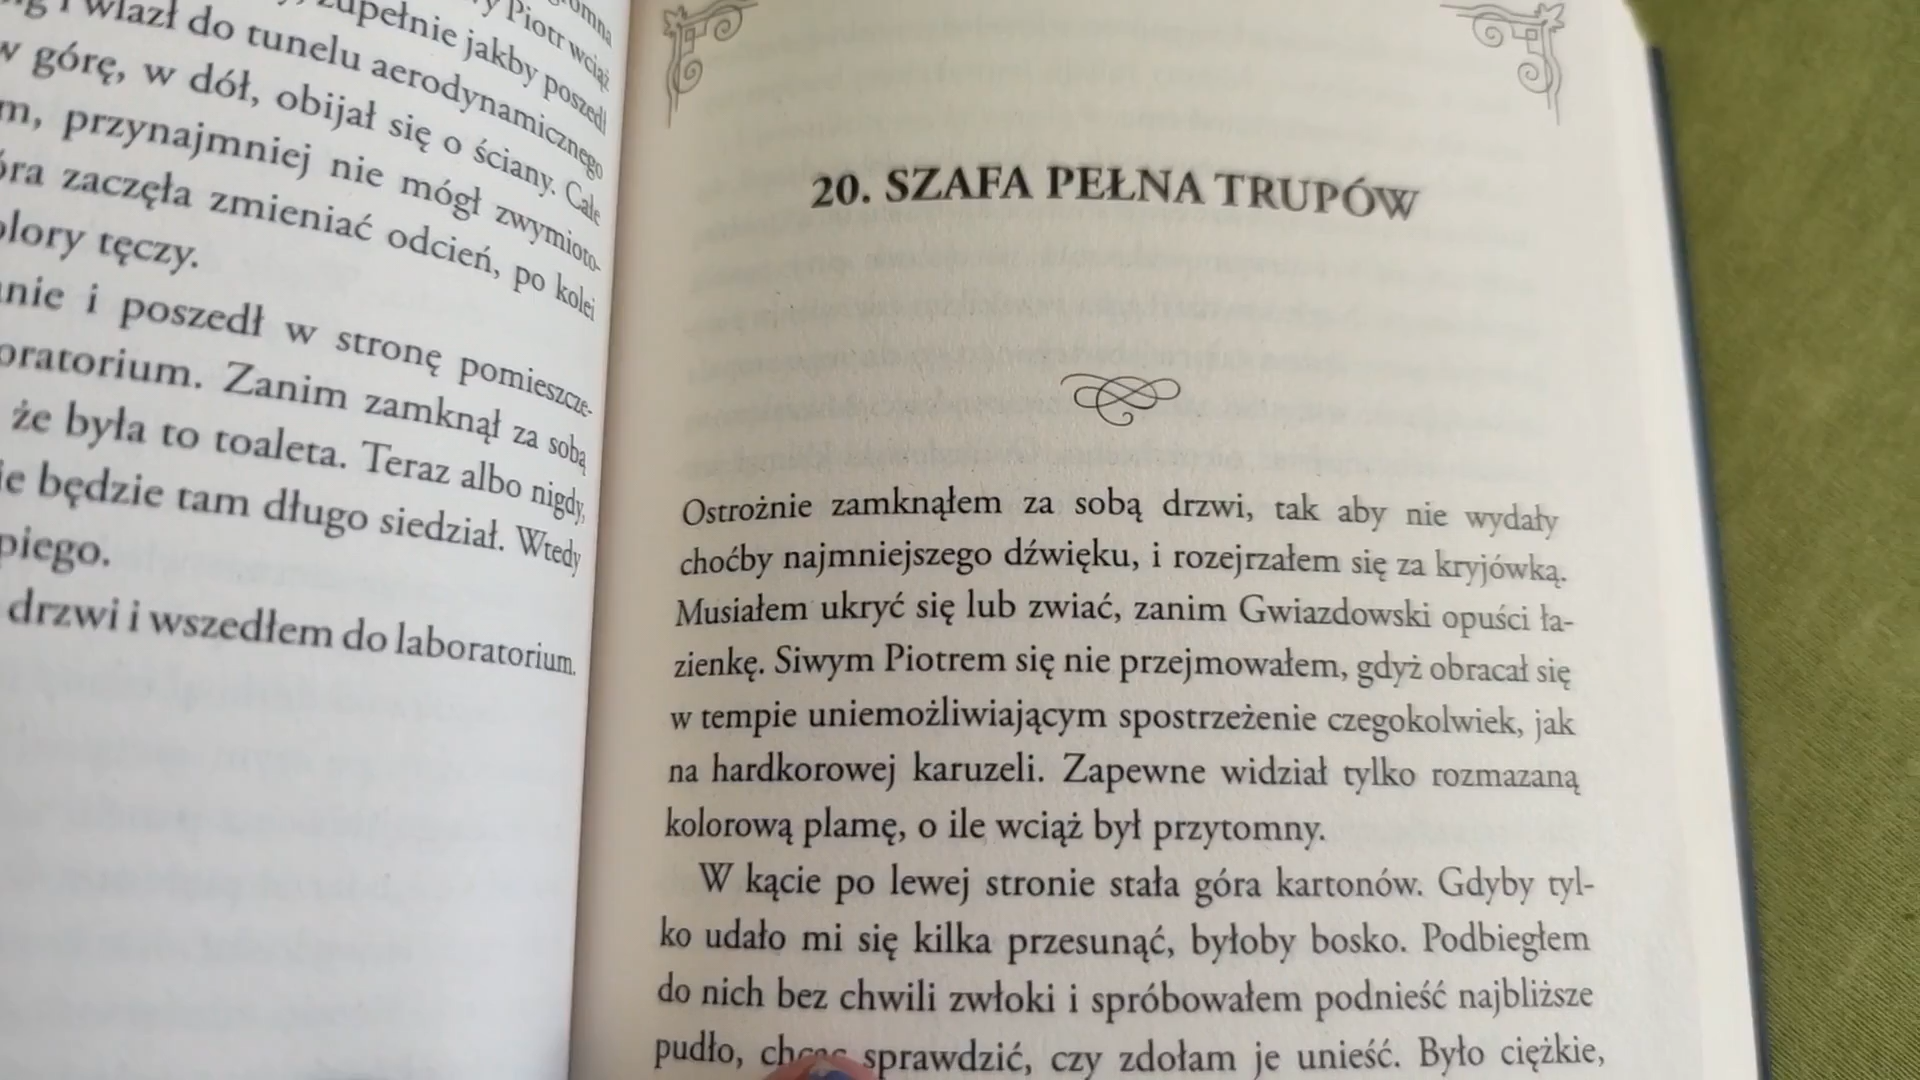 wlazł do tunelu aerodynamicznego
zupełnie jakby poszedł
Piotr wciąż
w górę, w dół, obijał się o ściany. Całe
przynajmniej nie mógł zwymioto-
zaczęła zmieniać odcień, po kolei
tęczy.
i poszedł w stronę pomieszcze-
Zanim zamknął za sobą
że była to toaleta. Teraz albo nigdy,
będzie tam długo siedział. Wtedy
drzwi i wszedłem do laboratorium.
20. SZAFA PEŁNA TRUPÓW
Ostrożnie zamknąłem za sobą drzwi, tak aby nie wydały
choćby najmniejszego dźwięku, i rozejrzałem się za kryjówką.
Musiałem ukryć się lub zwiać, zanim Gwiazdowski opuści ła-
zienkę. Siwym Piotrem się nie przejmowałem, gdyż obracał się
w tempie uniemożliwiającym spostrzeżenie czegokolwiek, jak
na hardkorowej karuzeli. Zapewne widział tylko rozmazaną
kolorową plamę, o ile wciąż był przytomny.
W kącie po lewej stronie stała góra kartonów. Gdyby tyl-
ko udało mi się kilka przesunąć, byłoby bosko. Podbiegłem
do nich bez chwili zwłoki i spróbowałem podnieść najbliższe
pudło, chcąc sprawdzić, czy zdołam je unieść. Było ciężkie,